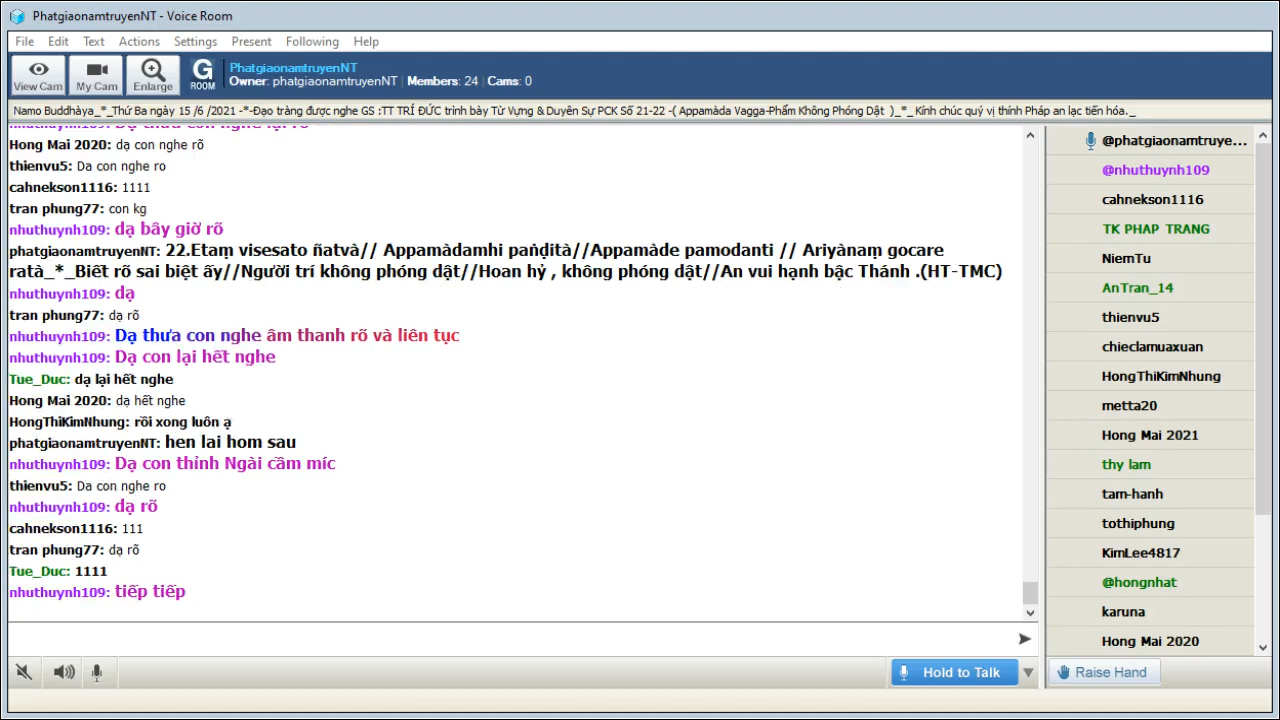 PhatgiaonamtruyenNT - Voice Room
File Edit Text Actions Settings Present Following Help
View Cam My Cam Enlarge G ROOM
PhatgiaonamtruyenNT
Owner: phatgiaonamtruyenNT | Members: 24 | Cams: 0
Namo Buddhàya_*_Thứ Ba ngày 15 /6 /2021 -*-Đạo tràng được nghe GS :TT TRÍ ĐỨC trình bày Từ Vựng & Duyên Sự PCK Số 21-22 -( Appamàda Vagga-Phẩm Không Phóng Dật )_*_ Kính chúc quý vị thính Pháp an lạc tiến hóa._
Hong Mai 2020: dạ con nghe rõ
thienvu5: Da con nghe ro
cahnekson1116: 1111
tran phung77: con kg
nhuthuynh109: dạ bây giờ rõ
phatgiaonamtruyenNT: 22.Etaṃ visesato ñatvà// Appamàdamhi paṇḍità//Appamàde pamodanti // Ariyànaṃ gocare
ratà_*_Biết rõ sai biệt ấy//Người trí không phóng dật//Hoan hỷ , không phóng dật//An vui hạnh bậc Thánh .(HT-TMC)
nhuthuynh109: dạ
tran phung77: dạ rõ
nhuthuynh109: Dạ thưa con nghe âm thanh rõ và liên tục
nhuthuynh109: Dạ con lại hết nghe
Tue_Duc: dạ lại hết nghe
Hong Mai 2020: dạ hết nghe
HongThiKimNhung: rồi xong luôn ạ
phatgiaonamtruyenNT: hen lai hom sau
nhuthuynh109: Dạ con thỉnh Ngài cầm míc
thienvu5: Da con nghe ro
nhuthuynh109: dạ rõ
cahnekson1116: 111
tran phung77: dạ rõ
Tue_Duc: 1111
nhuthuynh109: tiếp tiếp
@phatgiaonamtruye...
@nhuthuynh109
cahnekson1116
TK PHAP TRANG
NiemTu
AnTran_14
thienvu5
chieclamuaxuan
HongThiKimNhung
metta20
Hong Mai 2021
thy lam
tam-hanh
tothiphung
KimLee4817
@hongnhat
karuna
Hong Mai 2020
Hold to Talk
Raise Hand